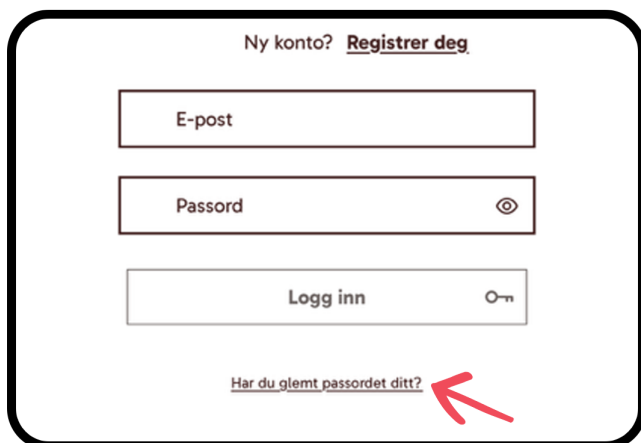 Ny konto? Registrer deg
E-post
Passord
Logg inn
Har du glemt passordet ditt?